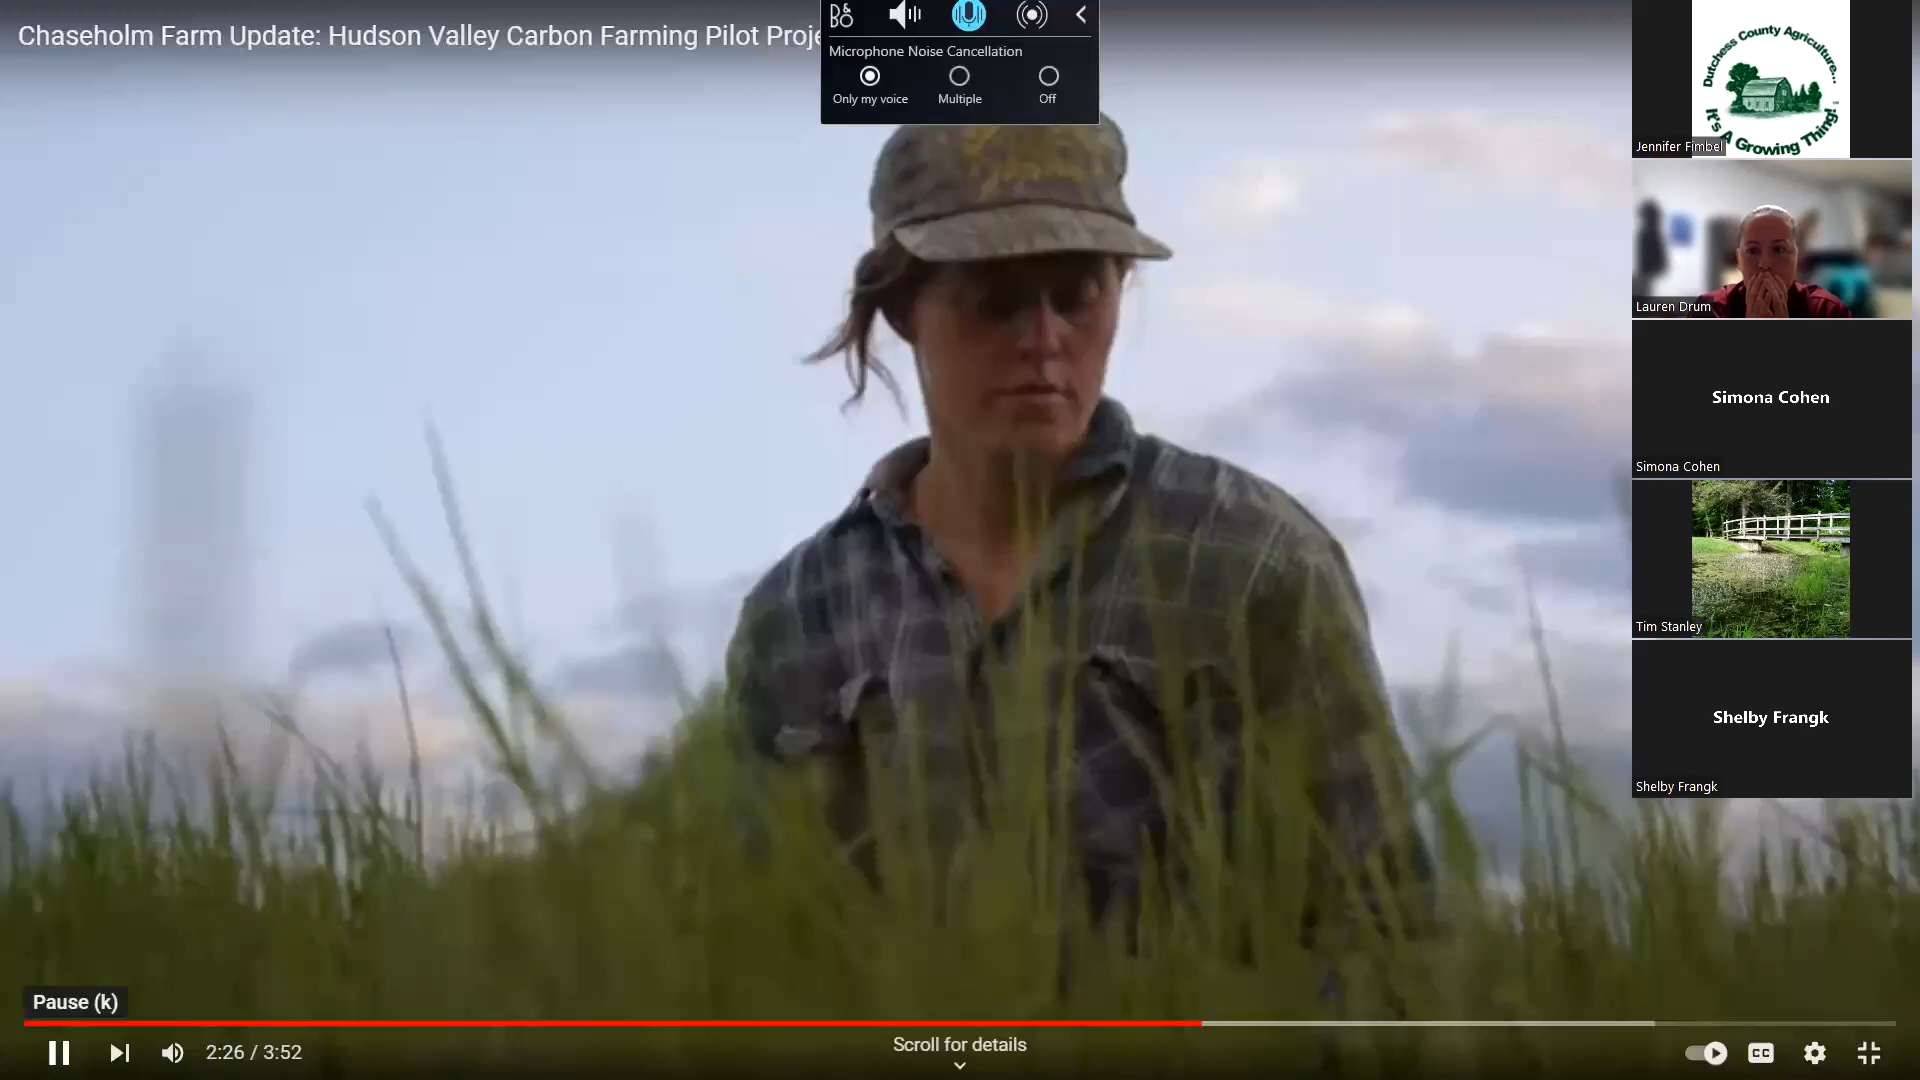 Chaseholm Farm Update: Hudson Valley Carbon Farming Pilot Proje
B&O
Microphone Noise Cancellation
Only my voice
Multiple
Off
Dutchess County Agriculture...
It's A Growing Thing!
Jennifer Fimbel
Lauren Drum
Simona Cohen
Simona Cohen
Tim Stanley
Shelby Frangk
Shelby Frangk
Pause (k)
2:26 / 3:52
Scroll for details
CC